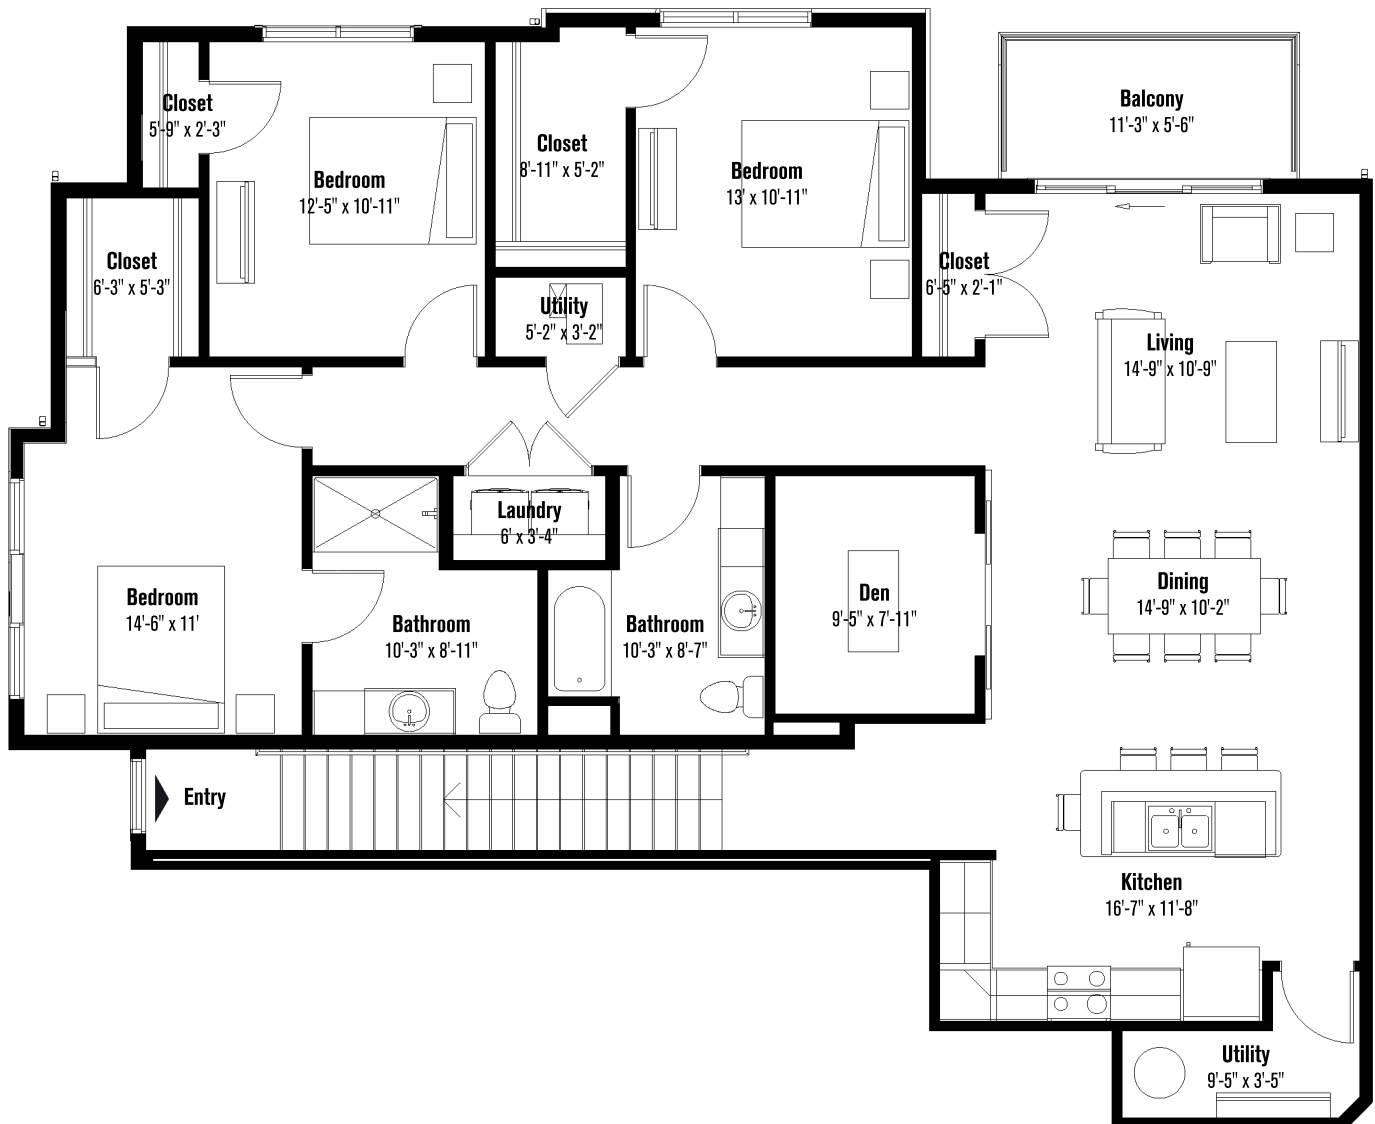 Closet
5'-9" x 2'-3"
Bedroom
12'-5" x 10'-11"
Closet
8'-11" x 5'-2"
Bedroom
13' x 10'-11"
Balcony
11'-3" x 5'-6"
Closet
6'-3" x 5'-3"
Utility
5'-2" x 3'-2"
Closet
6'-5" x 2'-1"
Living
14'-9" x 10'-9"
Laundry
6' x 3'-4"
Bedroom
14'-6" x 11'
Bathroom
10'-3" x 8'-11"
Bathroom
10'-3" x 8'-7"
Den
9'-5" x 7'-11"
Dining
14'-9" x 10'-2"
Entry
Kitchen
16'-7" x 11'-8"
Utility
9'-5" x 3'-5"